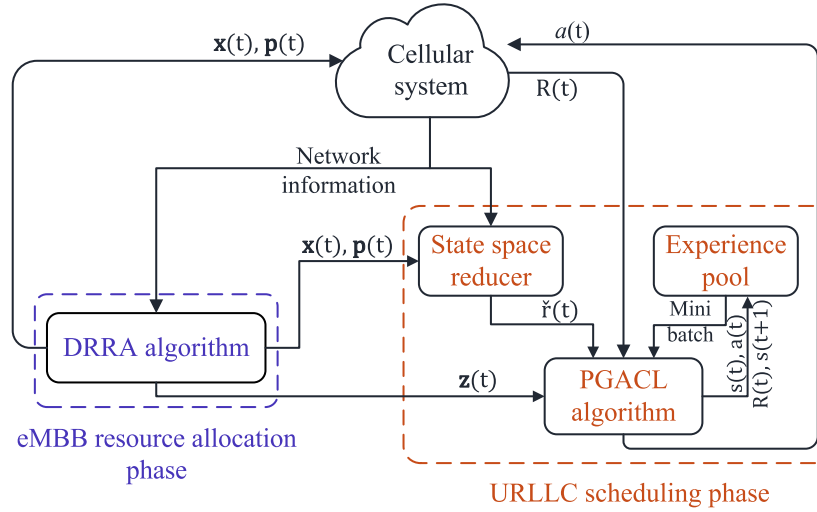 𝐱(t), 𝐩(t)
Cellular
system
a(t)
R(t)
Network
information
𝐱(t), 𝐩(t)
State space
reducer
Experience
pool
ř(t)
Mini
batch
s(t), a(t)
R(t), s(t+1)
DRRA algorithm
𝐳(t)
PGACL
algorithm
eMBB resource allocation
phase
URLLC scheduling phase